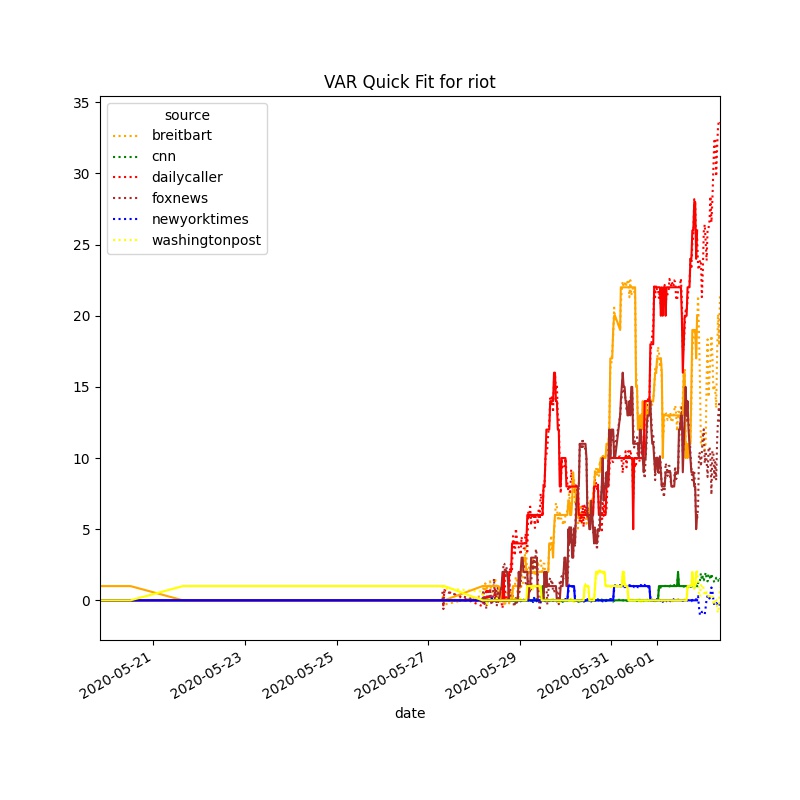 VAR Quick Fit for riot
35
30
25
20
15
10
5
0
source
breitbart
cnn
dailycaller
foxnews
newyorktimes
washingtonpost
2020-05-21
2020-05-23
2020-05-25
2020-05-27
2020-05-29
2020-05-31
2020-06-01
date